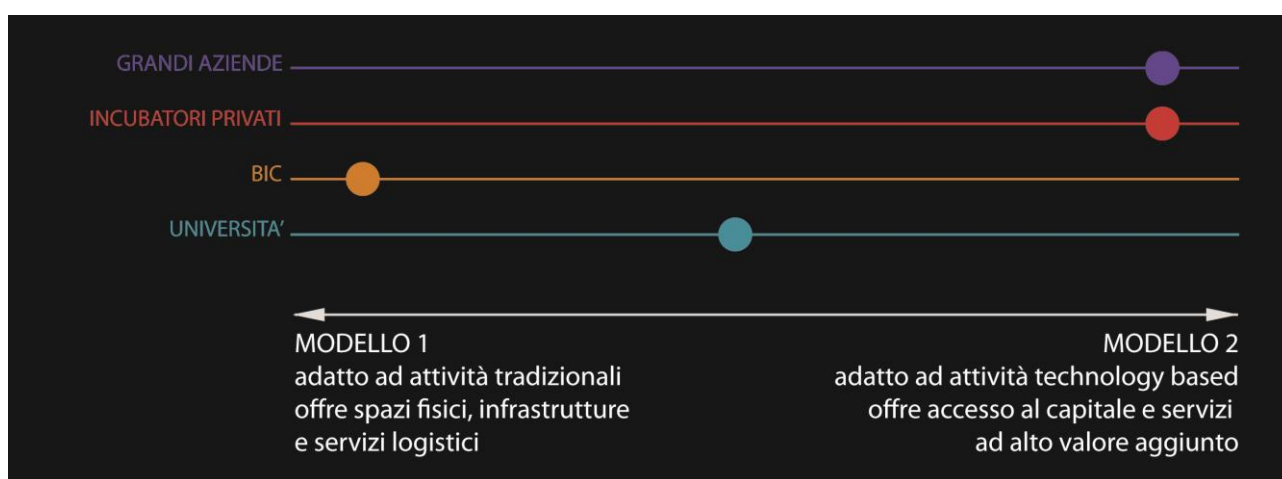 GRANDI AZIENDE
INCUBATORI PRIVATI
BIC
UNIVERSITA'
MODELLO 1
adatto ad attività tradizionali
offre spazi fisici, infrastrutture
e servizi logistici
MODELLO 2
adatto ad attività technology based
offre accesso al capitale e servizi
ad alto valore aggiunto